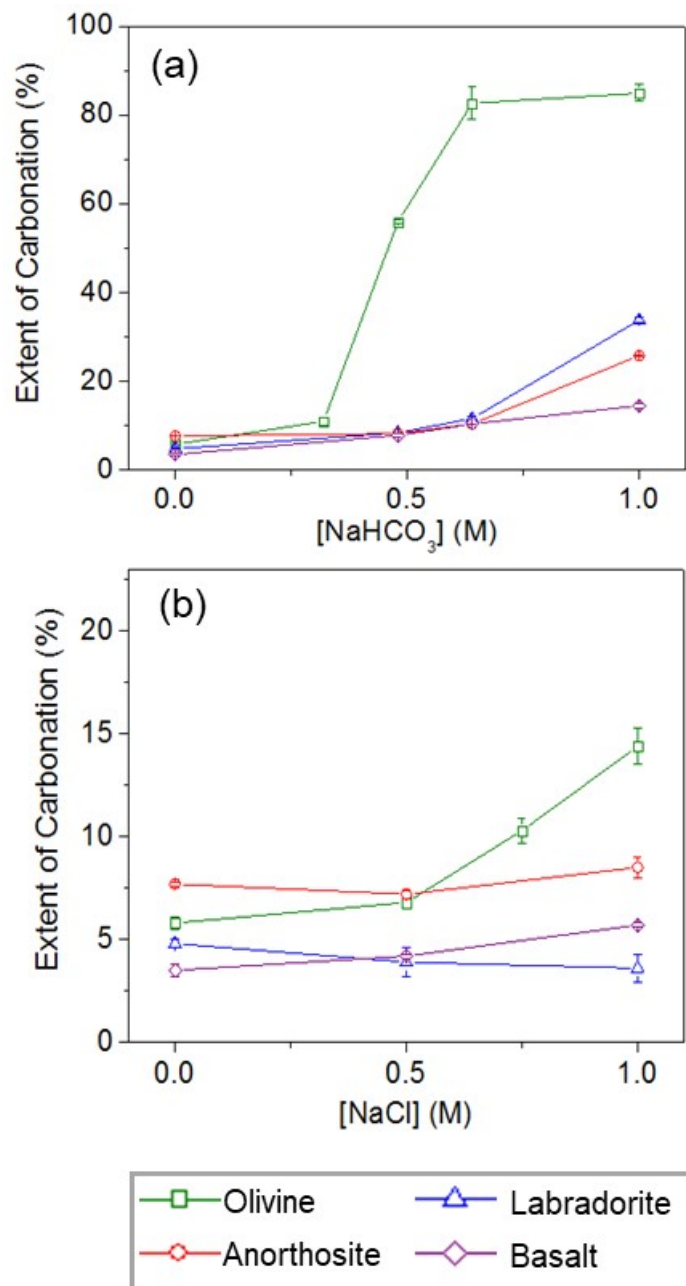 100
(a)
80
60
40
20
0
Extent of Carbonation (%)
0.0 0.5 1.0
[NaHCO₃] (M)
(b)
20
15
10
5
0
Extent of Carbonation (%)
0.0 0.5 1.0
[NaCl] (M)
Olivine Labradorite
Anorthosite Basalt